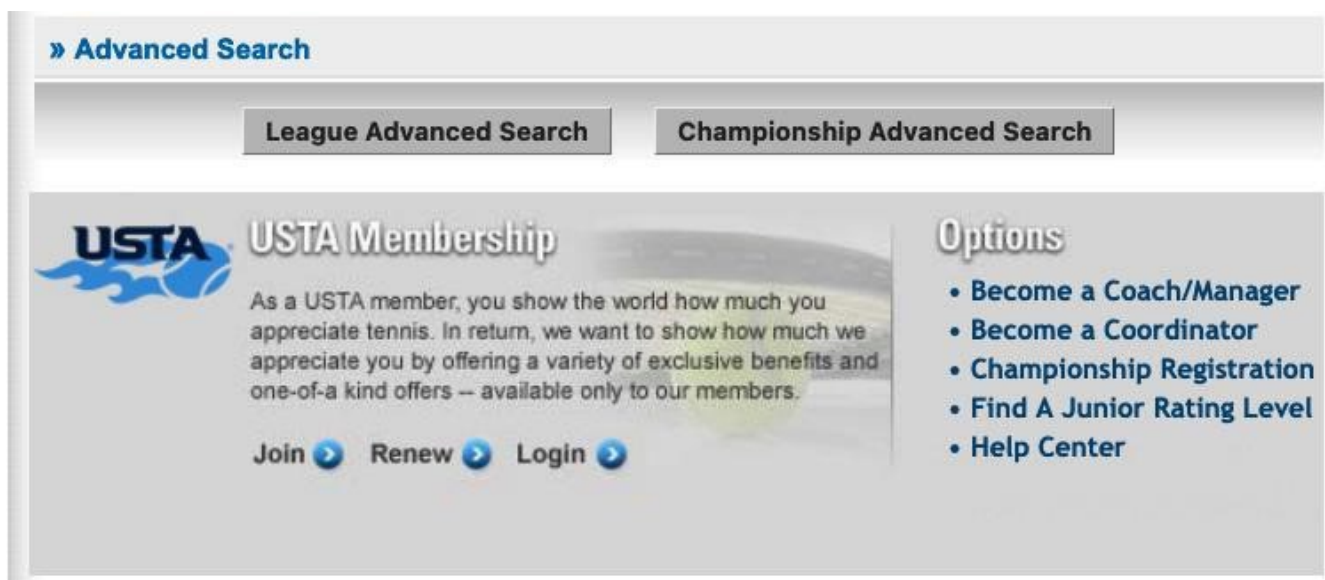 » Advanced Search
League Advanced Search Championship Advanced Search
USTA
USTA Membership
As a USTA member, you show the world how much you
appreciate tennis. In return, we want to show how much we
appreciate you by offering a variety of exclusive benefits and
one-of-a kind offers -- available only to our members.
Join Renew Login
Options
• Become a Coach/Manager
• Become a Coordinator
• Championship Registration
• Find A Junior Rating Level
• Help Center